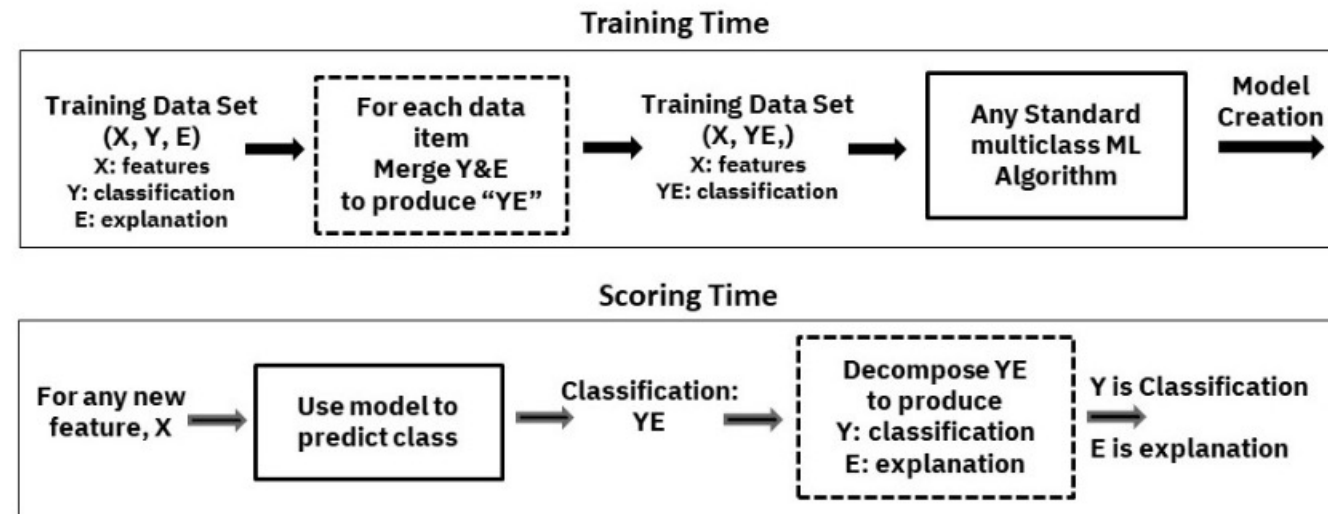 Training Time
Training Data Set
(X, Y, E)
X: features
Y: classification
E: explanation
For each data
item
Merge Y&E
to produce “YE”
Training Data Set
(X, YE,)
X: features
YE: classification
Any Standard
multiclass ML
Algorithm
Model
Creation
Scoring Time
For any new
feature, X
Use model to
predict class
Classification:
YE
Decompose YE
to produce
Y: classification
E: explanation
Y is Classification
E is explanation